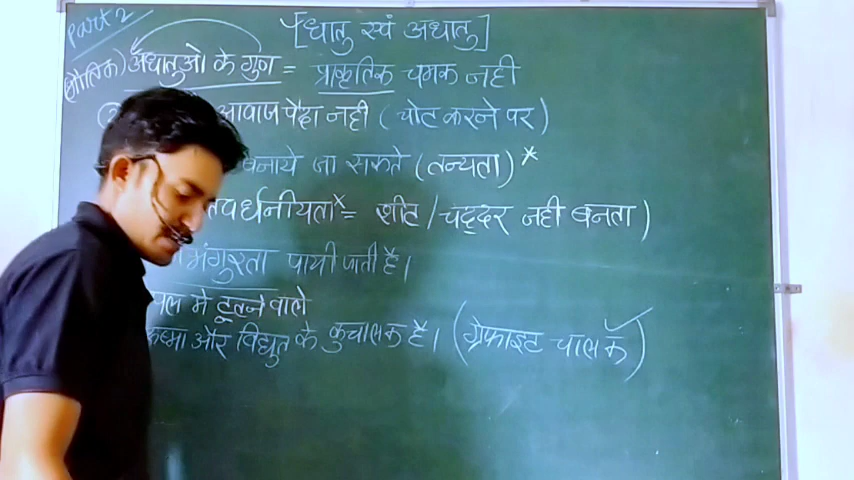 Part 2
[धातु एवं अधातु]
(भौतिक) अधातुओ के गुण = प्राकृतिक चमक नही
आवाज पैदा नही (चोट करने पर)
बनाये जा सकते (तन्यता)*
तवर्धनीयता x = शीट / चद्दर नही बनता)
भंगुरता पायी जाती है।
पल मे टूटने वाले
ऊष्मा और विद्युत के कुचालक है। (ग्रेफाइट चालक)